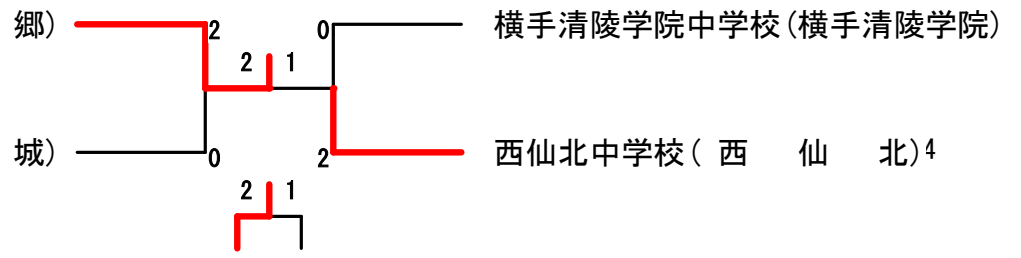 郷) 2 0 横手清陵学院中学校(横手清陵学院)
2 1
城) 0 2 西仙北中学校( 西 仙 北)4
2 1